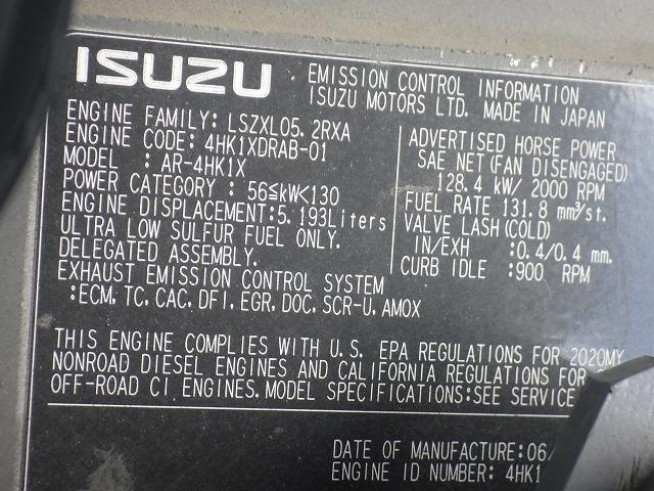 ISUZU
EMISSION CONTROL INFORMATION
ISUZU MOTORS LTD. MADE IN JAPAN
ENGINE FAMILY: LSZXL05.2RXA
ENGINE CODE: 4HK1XDRAB-01
MODEL : AR-4HK1X
POWER CATEGORY : 56≦kW<130
ENGINE DISPLACEMENT:5.193Liters
ULTRA LOW SULFUR FUEL ONLY.
DELEGATED ASSEMBLY.
EXHAUST EMISSION CONTROL SYSTEM
:ECM, TC, CAC, DFI, EGR, DOC, SCR-U, AMOX
ADVERTISED HORSE POWER
SAE NET(FAN DISENGAGED)
128.4 kW/ 2000 RPM
FUEL RATE 131.8 mm³/st.
VALVE LASH(COLD)
IN/EXH :0.4/0.4 mm.
CURB IDLE :900 RPM
THIS ENGINE COMPLIES WITH U.S. EPA REGULATIONS FOR 2020MY
NONROAD DIESEL ENGINES AND CALIFORNIA REGULATIONS FOR
OFF-ROAD CI ENGINES.MODEL SPECIFICATIONS:SEE SERVICE
DATE OF MANUFACTURE:06/
ENGINE ID NUMBER: 4HK1